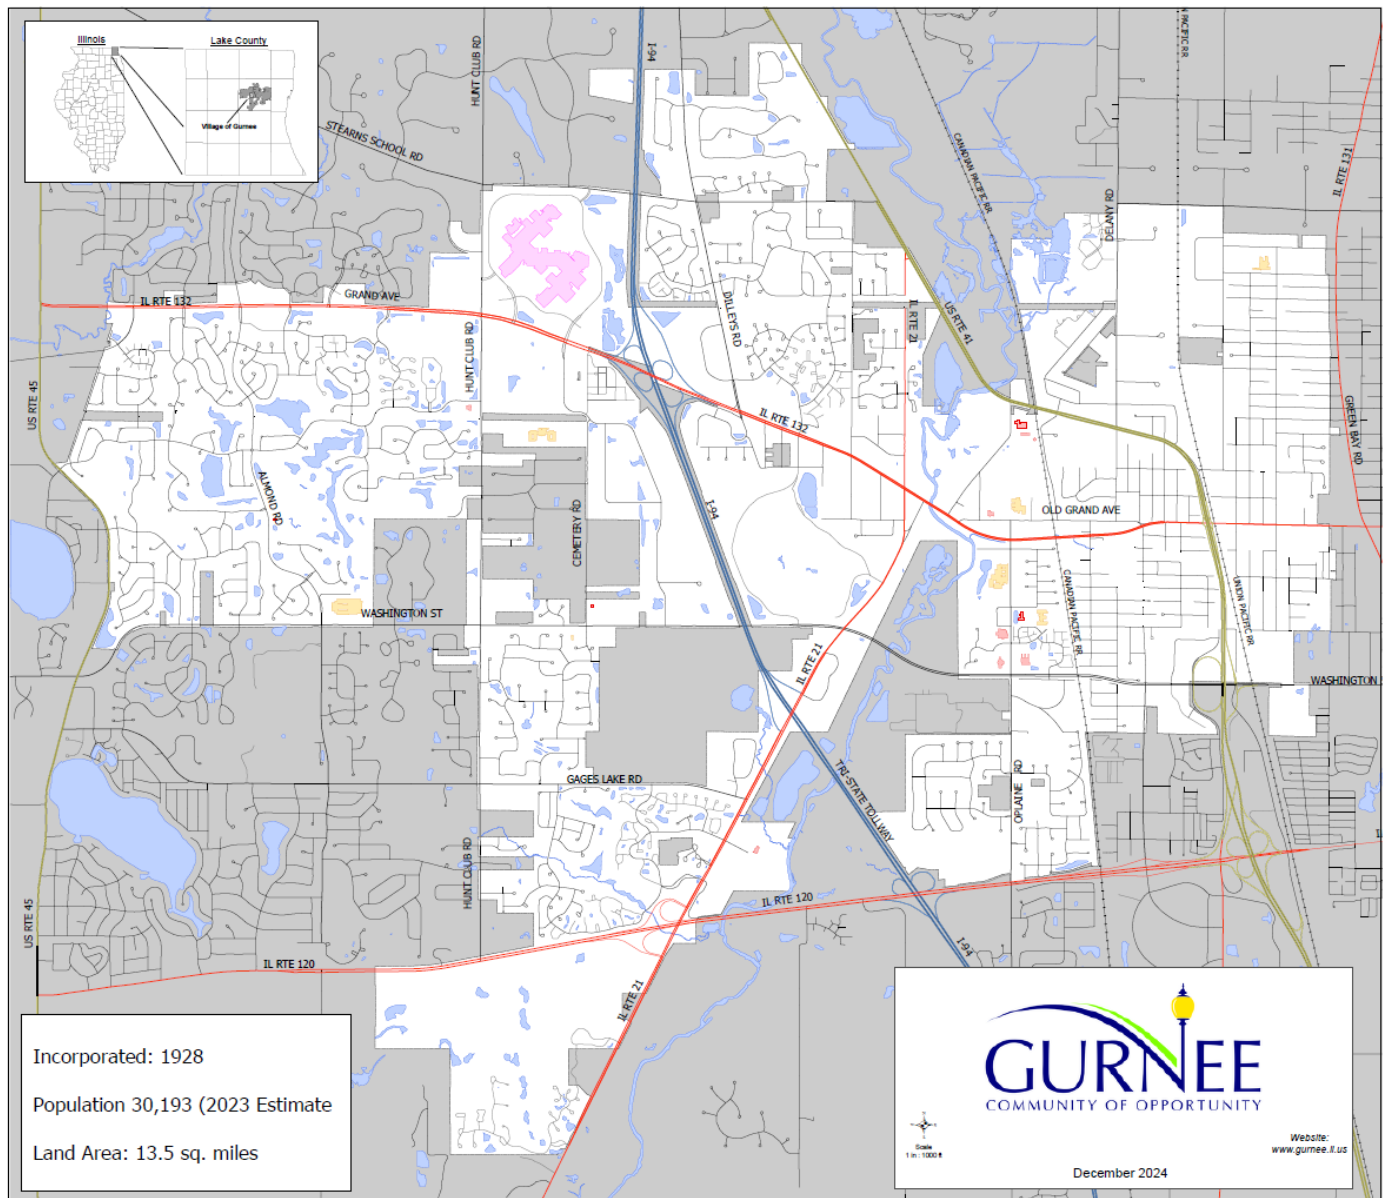 Illinois
Lake County
Village of Gurnee
HUNT CLUB RD
I-94
STEARNS SCHOOL RD
CANADIAN PACIFIC RR
N PACIFIC RR
IL RTE 131
DELANY RD
IL RTE 132
GRAND AVE
HUNT CLUB RD
DILLEYS RD
IL RTE 21
US RTE 41
US RTE 45
IL RTE 132
GREEN BAY RD
ALMOND RD
CEMETERY RD
I-94
OLD GRAND AVE
WASHINGTON ST
CANADIAN PACIFIC RR
UNION PACIFIC RR
IL RTE 21
WASHINGTON
GAGES LAKE RD
TRI-STATE TOLLWAY
OPLAINE RD
HUNT CLUB RD
US RTE 45
IL RTE 120
IL RTE 120
I-94
IL RTE 21
Incorporated: 1928
Population 30,193 (2023 Estimate
Land Area: 13.5 sq. miles
GURNEE
COMMUNITY OF OPPORTUNITY
Scale
1 in : 1000 ft
Website:
www.gurnee.il.us
December 2024